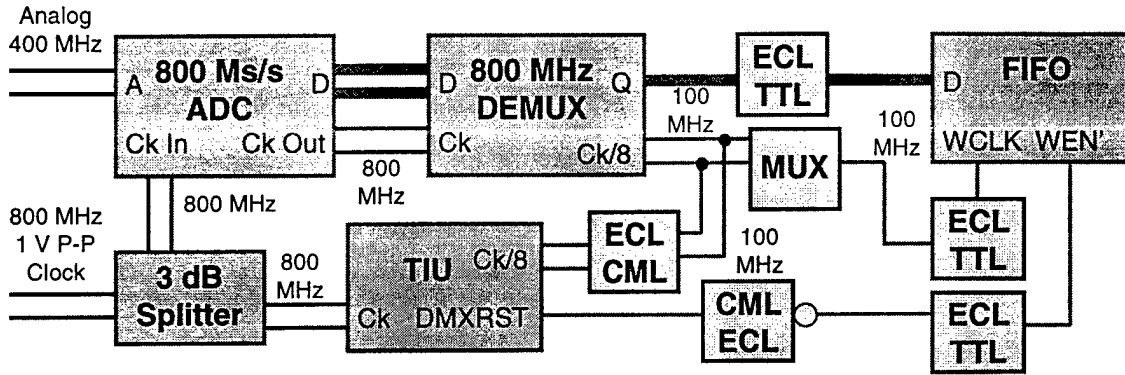 Analog
400 MHz
A
800 Ms/s
ADC
D
Ck In
Ck Out
800
MHz
D
800 MHz
DEMUX
Q
Ck
Ck/8
100
MHz
ECL
TTL
D
FIFO
WCLK
WEN'
MUX
100
MHz
800 MHz
1 V P-P
Clock
800 MHz
3 dB
Splitter
800
MHz
TIU
Ck/8
Ck
DMXRST
ECL
CML
100
MHz
CML
ECL
ECL
TTL
ECL
TTL